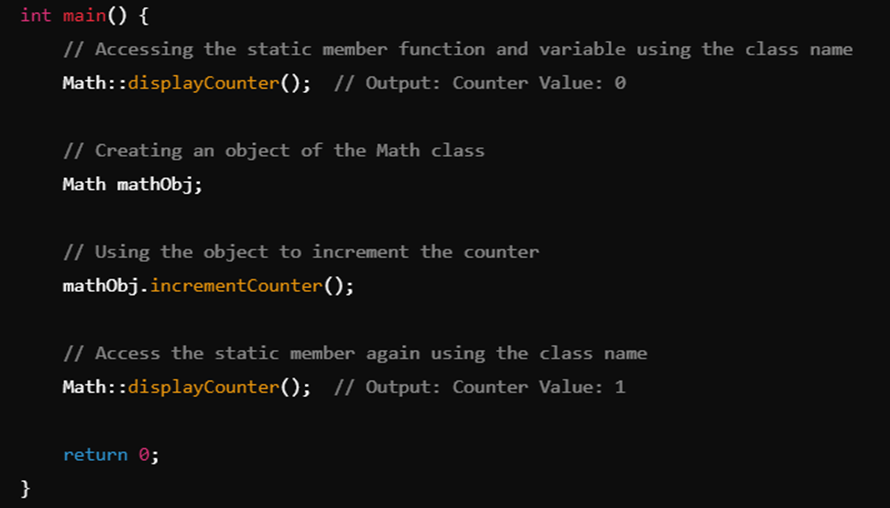 int main() {
// Accessing the static member function and variable using the class name
Math::displayCounter();  // Output: Counter Value: 0
// Creating an object of the Math class
Math mathObj;
// Using the object to increment the counter
mathObj.incrementCounter();
// Access the static member again using the class name
Math::displayCounter();  // Output: Counter Value: 1
return 0;
}